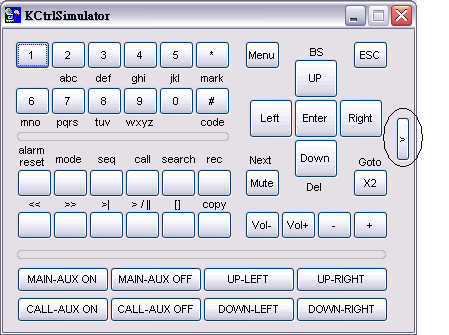 KCtrlSimulator
1 2 3 4 5 * Menu BS ESC
abc def ghi jkl mark UP
6 7 8 9 0 # Left Enter Right >
mno pqrs tuv wxyz code
alarm reset mode seq call search rec Next Down Goto
Mute Del X2
<< >> >| > / || [] copy
Vol- Vol+ - +
MAIN-AUX ON MAIN-AUX OFF UP-LEFT UP-RIGHT
CALL-AUX ON CALL-AUX OFF DOWN-LEFT DOWN-RIGHT